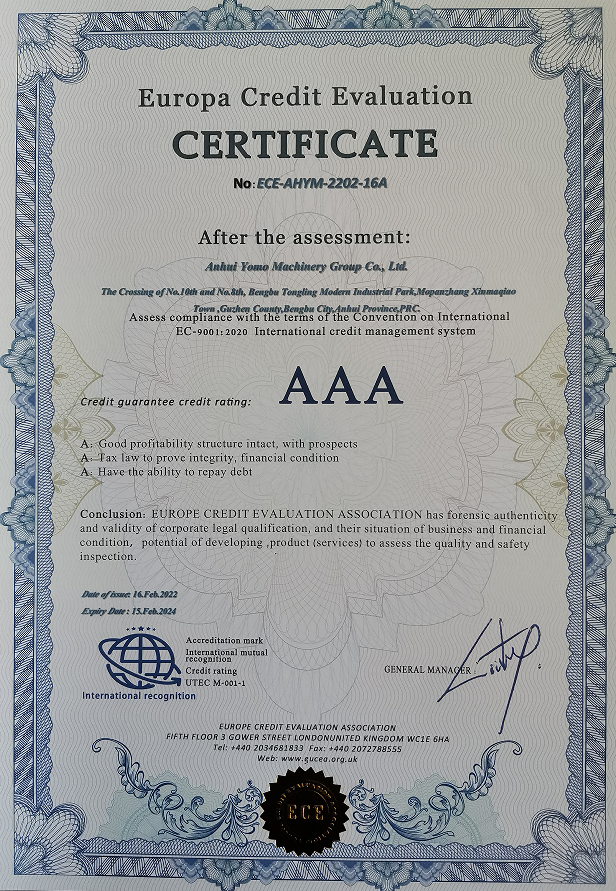 Europa Credit Evaluation
CERTIFICATE
No:ECE-AHYM-2202-16A
After the assessment:
Anhui Yomo Machinery Group Co., Ltd.
The Crossing of No.10th and No.8th, Bengbu Tongling Modern Industrial Park,Mopanzhang Xinmaqiao
Town ,Guzhen County,Bengbu City,Anhui Province,PRC.
Assess compliance with the terms of the Convention on International
EC-9001:2020 International credit management system
Credit guarantee credit rating: AAA
A: Good profitability structure intact, with prospects
A: Tax law to prove integrity, financial condition
A: Have the ability to repay debt
Conclusion: EUROPE CREDIT EVALUATION ASSOCIATION has forensic authenticity
and validity of corporate legal qualification, and their situation of business and financial
condition, potential of developing ,product (services) to assess the quality and safety
inspection.
Date of issue: 16.Feb.2022
Expiry Date : 15.Feb.2024
Accreditation mark
International mutual
recognition
Credit rating
UTEC M-001-1
International recognition
GENERAL MANAGER :
EUROPE CREDIT EVALUATION ASSOCIATION
FIFTH FLOOR 3 GOWER STREET LONDONUNITED KINGDOM WC1E 6HA
Tel: +440 2034681833 Fax: +440 2072788555
Web: www.gucea.org.uk
ECE